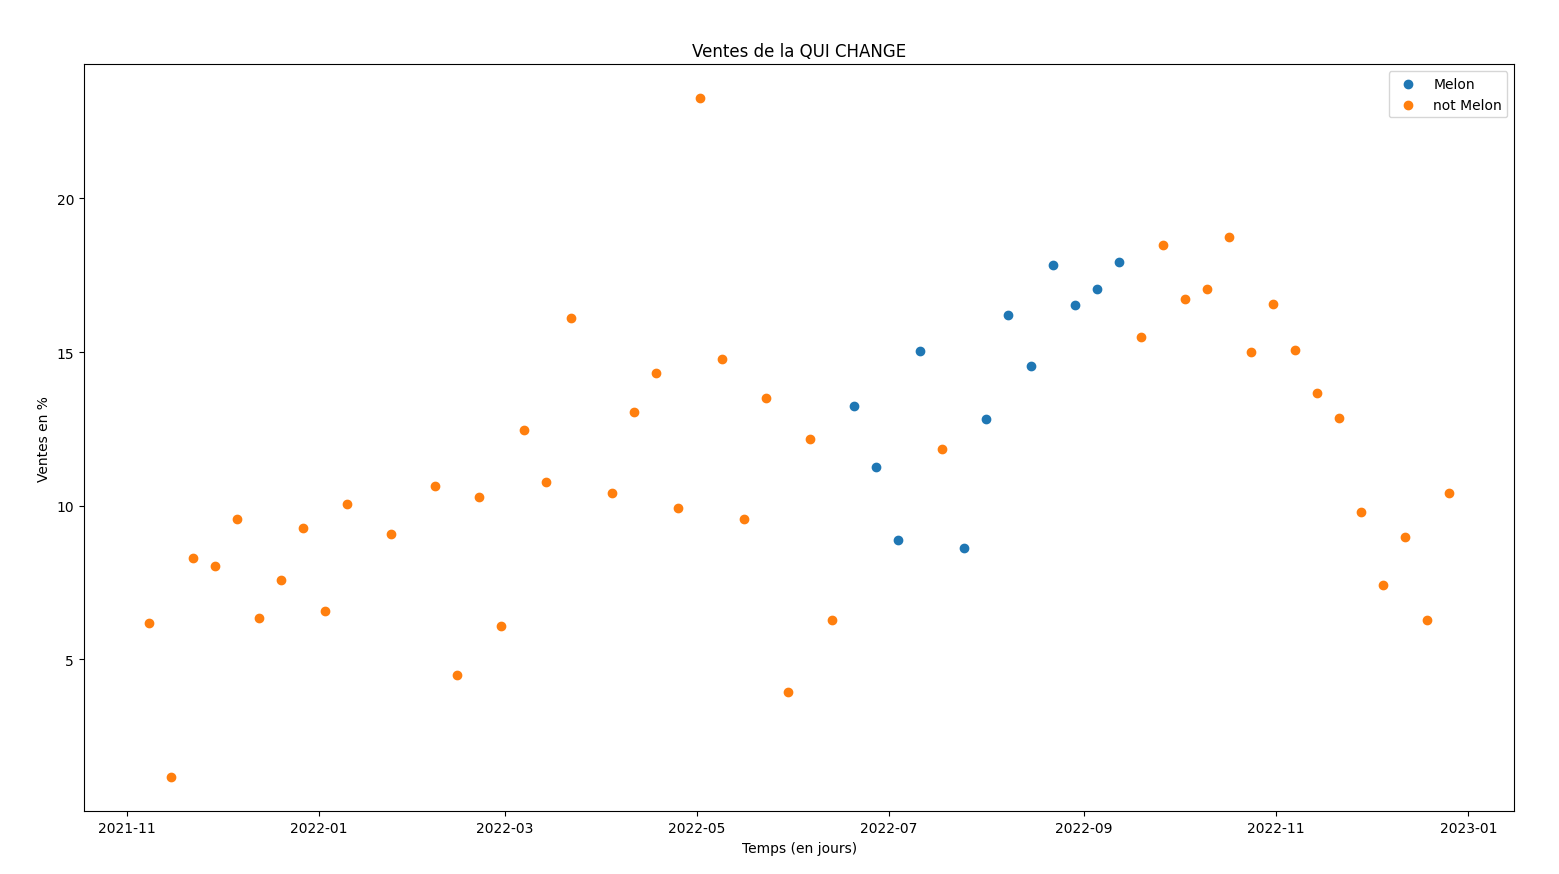 Ventes de la QUI CHANGE
Melon
not Melon
Ventes en %
20
15
10
5
2021-11
2022-01
2022-03
2022-05
2022-07
2022-09
2022-11
2023-01
Temps (en jours)